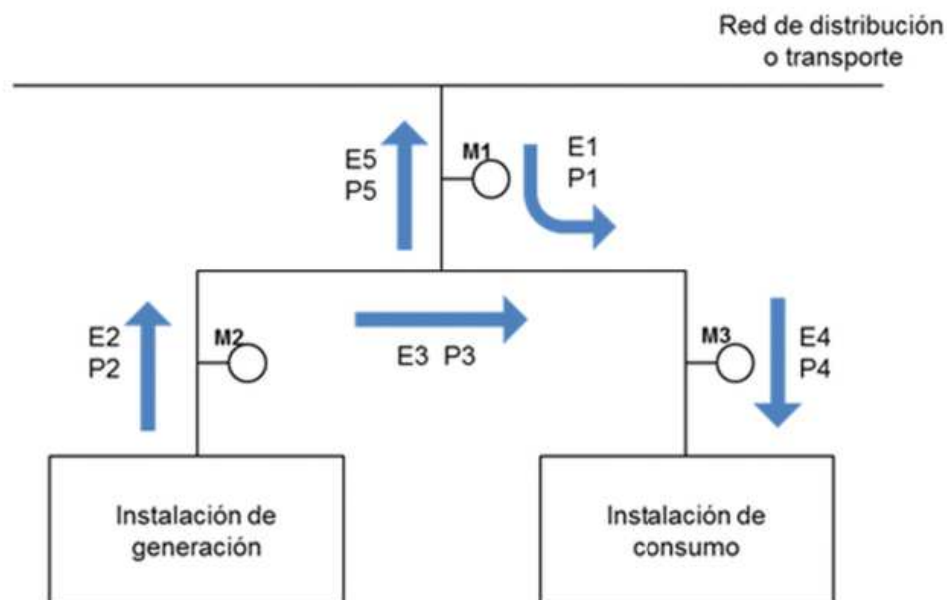 Red de distribución
o transporte
E5
P5
M1
E1
P1
E2
P2
M2
E3 P3
M3
E4
P4
Instalación de
generación
Instalación de
consumo